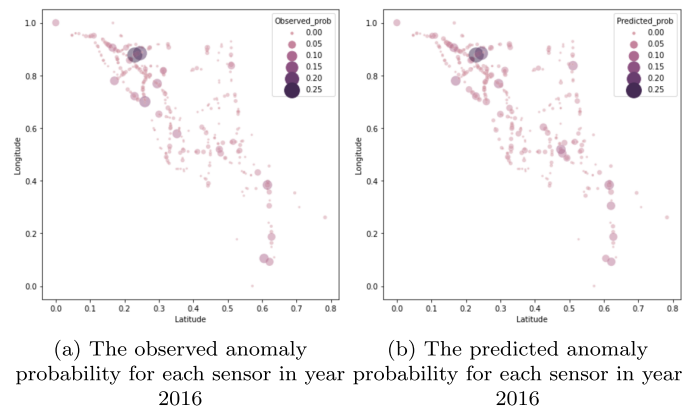 Observed_prob
0.00
0.05
0.10
0.15
0.20
0.25
1.0
0.8
0.6
0.4
0.2
0.0
Longitude
0.0 0.1 0.2 0.3 0.4 0.5 0.6 0.7 0.8
Latitude
Predicted_prob
0.00
0.05
0.10
0.15
0.20
0.25
1.0
0.8
0.6
0.4
0.2
0.0
Longitude
0.0 0.1 0.2 0.3 0.4 0.5 0.6 0.7 0.8
Latitude
(a) The observed anomaly
probability for each sensor in year
2016
(b) The predicted anomaly
probability for each sensor in year
2016